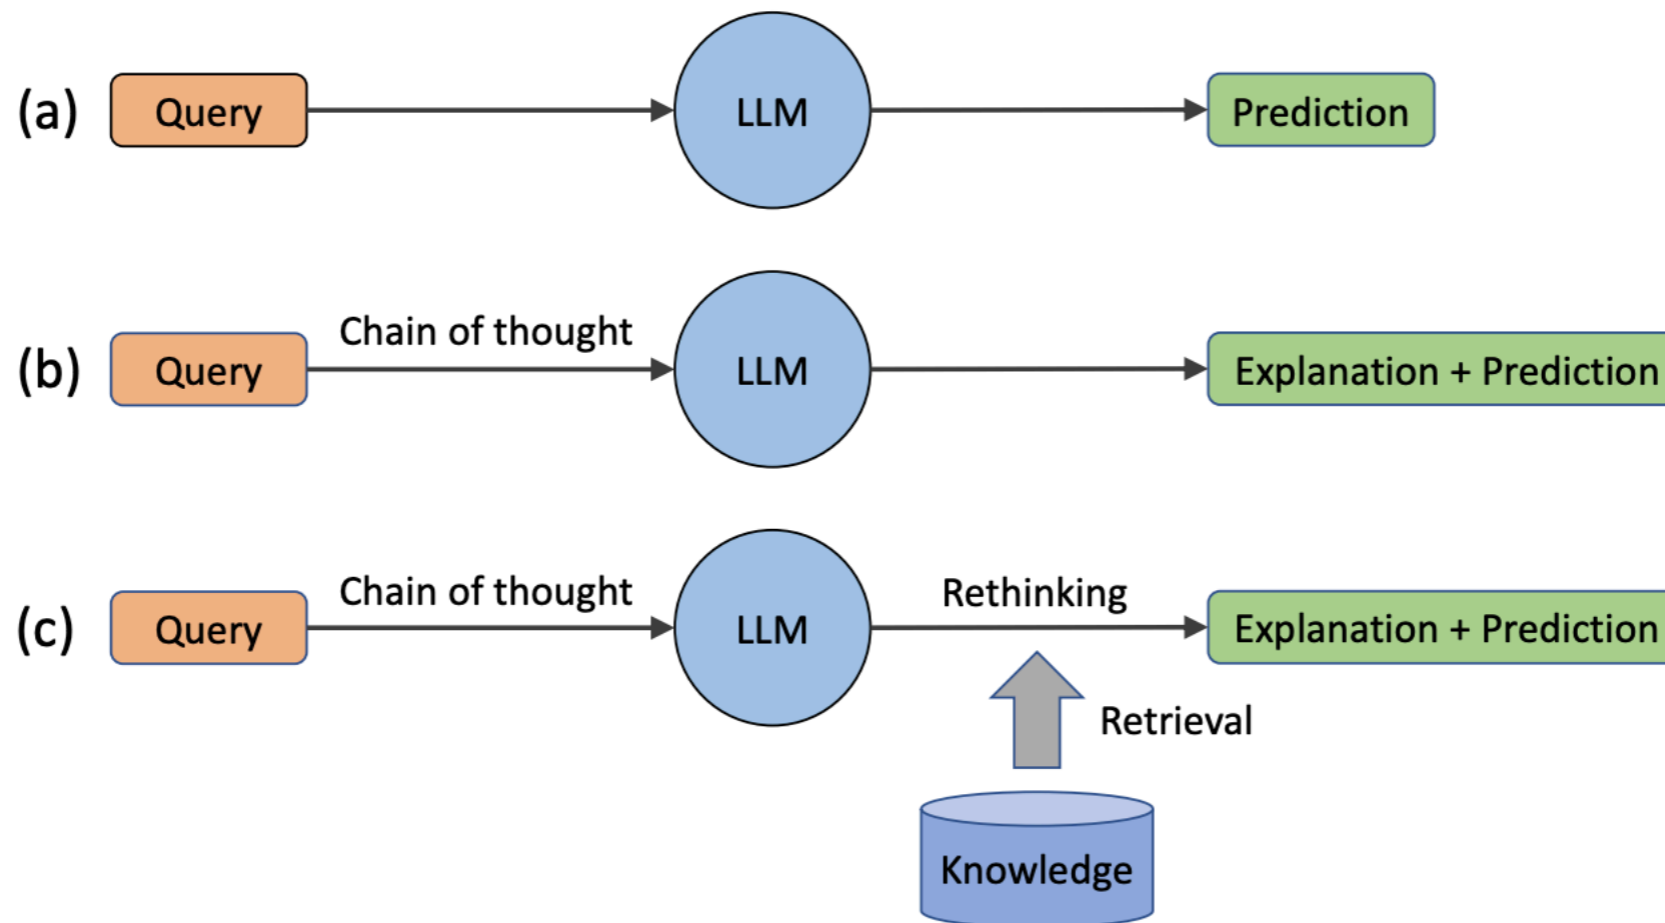 (a) Query LLM Prediction
Chain of thought
(b) Query LLM Explanation + Prediction
Chain of thought Rethinking
(c) Query LLM Explanation + Prediction
Retrieval
Knowledge